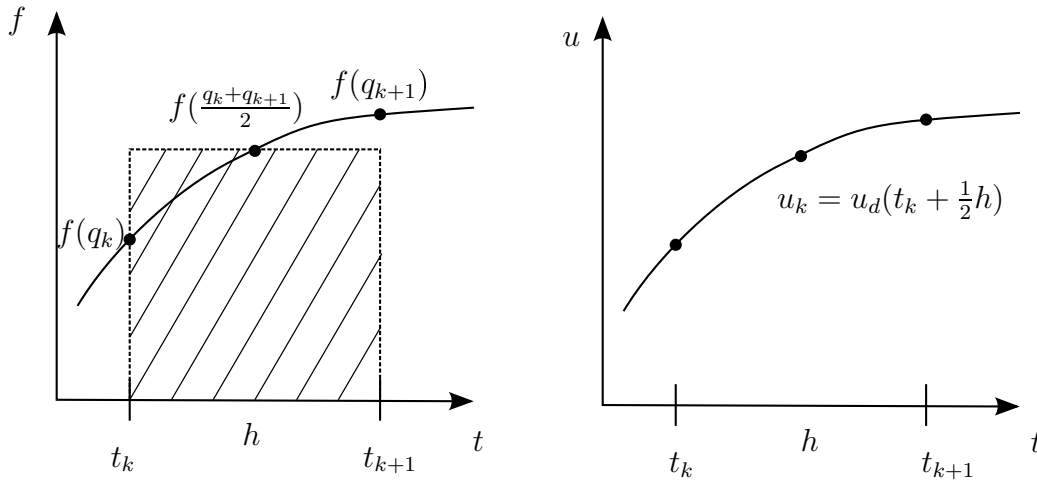 f
f(q_{k+1})
f(\frac{q_k+q_{k+1}}{2})
f(q_k)
h
t
t_k
t_{k+1}
u
u_k = u_d(t_k + \frac{1}{2}h)
h
t
t_k
t_{k+1}